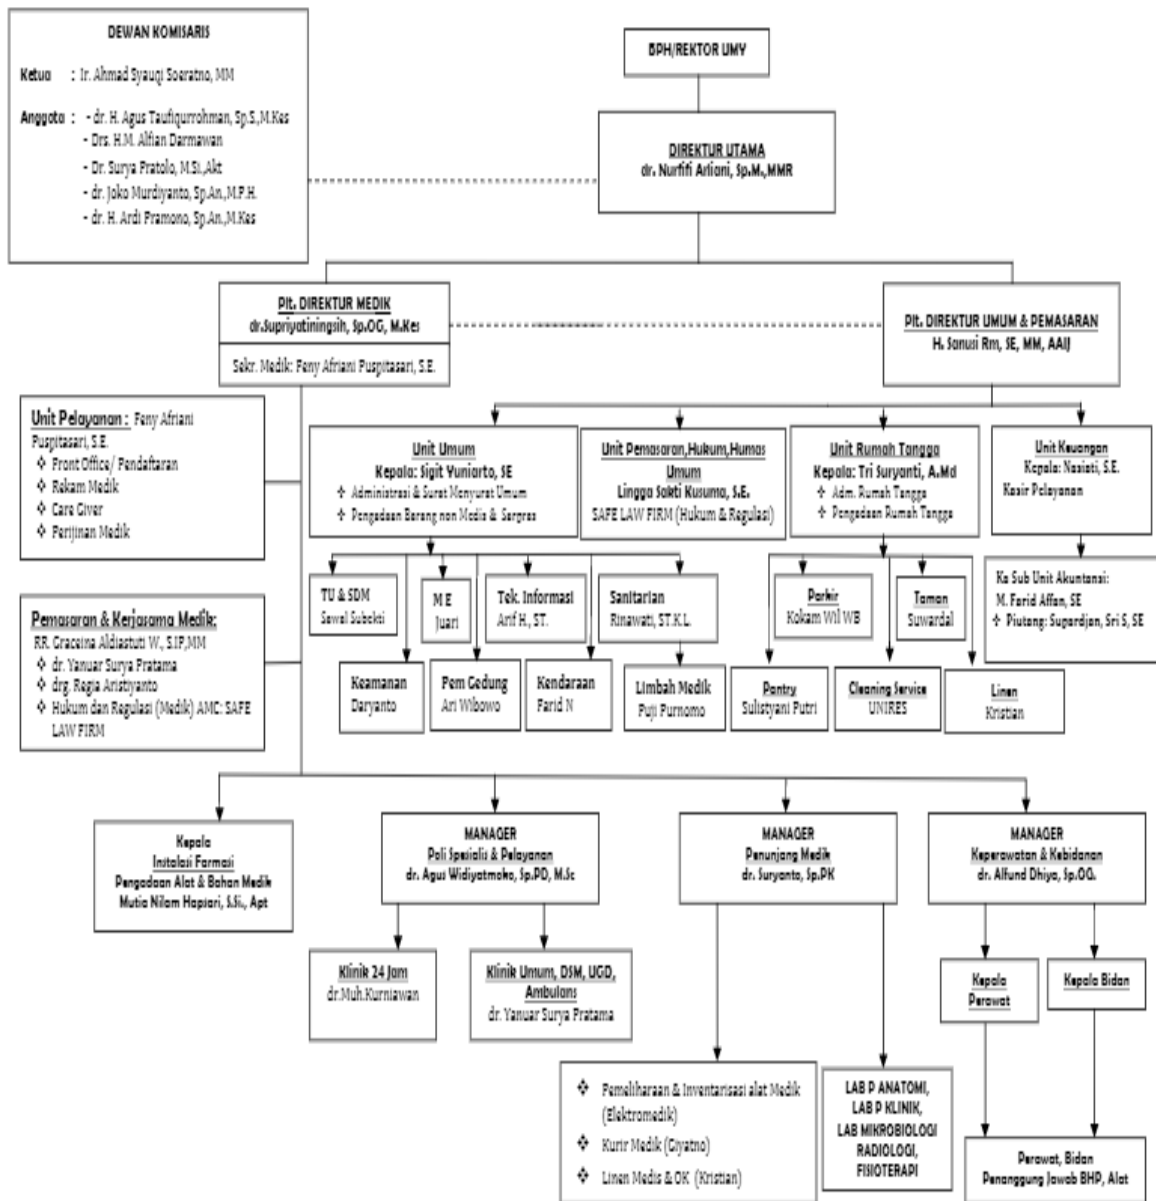 DEWAN KOMISARIS
Ketua : Ir. Ahmad Syauqi Soeratno, MM
Anggota : - dr. H. Agus Taufiqurrohman, Sp.S.,M.Kes
- Drs. H.M. Alfian Darmawan
- Dr. Surya Pratolo, M.Si.,Akt
- dr. Joko Murdiyanto, Sp.An.,M.P.H.
- dr. H. Ardi Pramono, Sp.An.,M.Kes
BPH/REKTOR UMY
DIREKTUR UTAMA
dr. Nurfifi Arliani, Sp.M.,MMR
Plt. DIREKTUR MEDIK
dr.Supriyatiningsih, Sp.OG, M.Kes
Sekr. Medik: Feny Afriani Puspitasari, S.E.
Plt. DIREKTUR UMUM & PEMASARAN
H. Sanusi Rm, SE, MM, AAIJ
Unit Pelayanan : Feny Afriani
Puspitasari, S.E.
❖ Front Office/ Pendaftaran
❖ Rekam Medik
❖ Care Giver
❖ Perijinan Medik
Unit Umum
Kepala: Sigit Yuniarto, SE
❖ Administrasi & Surat Menyurat Umum
❖ Pengadaan Barang non Medis & Sarpras
Unit Pemasaran,Hukum,Humas
Umum
Lingga Sakti Kusuma, S.E.
SAFE LAW FIRM (Hukum & Regulasi)
Unit Rumah Tangga
Kepala: Tri Suryanti, A.Md
❖ Adm. Rumah Tangga
❖ Pengadaan Rumah Tangga
Unit Keuangan
Kepala: Nasiati, S.E.
Kasir Pelayanan
TU & SDM
Sawal Subekti
M E
Juari
Tek. Informasi
Arif H., ST.
Sanitarian
Rinawati, ST.K.L.
Parkir
Kokam Wil WB
Taman
Suwardal
Ka Sub Unit Akuntansi:
M. Farid Affan, SE
❖ Piutang: Supardjan, Sri S, SE
Pemasaran & Kerjasama Medik:
RR. Graceina Aldiastuti W., S.IP,MM
❖ dr. Yanuar Surya Pratama
❖ drg. Regia Aristiyanto
❖ Hukum dan Regulasi (Medik) AMC: SAFE
LAW FIRM
Keamanan
Daryanto
Pem Gedung
Ari Wibowo
Kendaraan
Farid N
Limbah Medik
Puji Purnomo
Pantry
Sulistyani Putri
Cleaning Service
UNIRES
Linen
Kristian
Kepala
Instalasi Farmasi
Pengadaan Alat & Bahan Medik
Mutia Nilam Hapsari, S.Si., Apt
MANAGER
Poli Spesialis & Pelayanan
dr. Agus Widiyatmoko, Sp.PD, M.Sc
MANAGER
Penunjang Medik
dr. Suryanto, Sp.PK
MANAGER
Keperawatan & Kebidanan
dr. Alfund Dhiya, Sp.OG.
Klinik 24 Jam
dr.Muh.Kurniawan
Klinik Umum, DSM, UGD,
Ambulans
dr. Yanuar Surya Pratama
Kepala
Perawat
Kepala Bidan
❖ Pemeliharaan & Inventarisasi alat Medik
(Elektromedik)
❖ Kurir Medik (Giyatno)
❖ Linen Medis & OK (Kristian)
LAB P ANATOMI,
LAB P KLINIK,
LAB MIKROBIOLOGI
RADIOLOGI,
FISIOTERAPI
Perawat, Bidan
Penanggung Jawab BHP, Alat